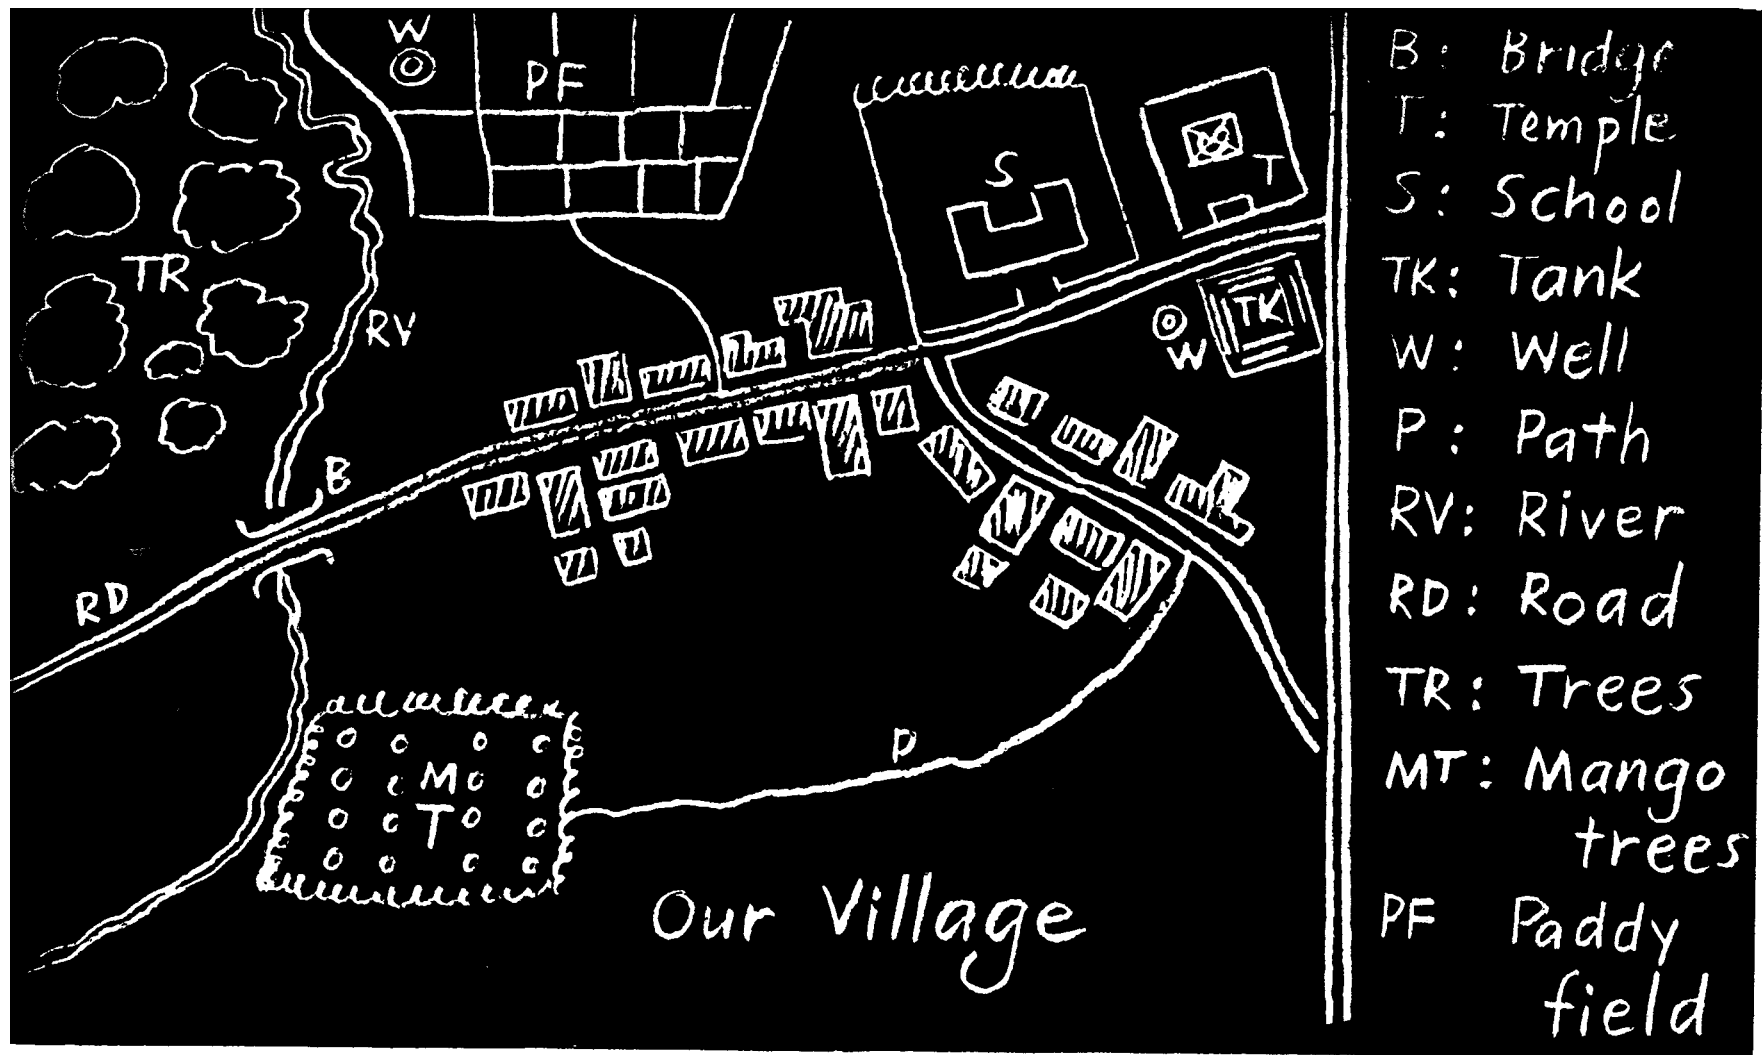 W
PF
S
T
TR
RV
TK
W
B
RD
P
M
T
Our Village
B: Bridge
T: Temple
S: School
TK: Tank
W: Well
P: Path
RV: River
RD: Road
TR: Trees
MT: Mango
trees
PF Paddy
field